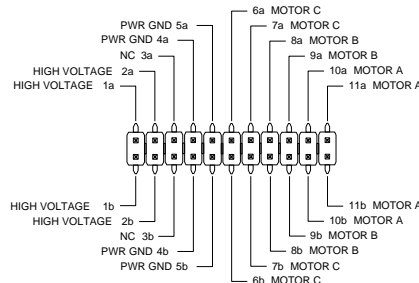 6a MOTOR C
PWR GND 5a 7a MOTOR C
PWR GND 4a 8a MOTOR B
NC 3a 9a MOTOR B
HIGH VOLTAGE 2a 10a MOTOR A
HIGH VOLTAGE 1a 11a MOTOR A
HIGH VOLTAGE 1b 11b MOTOR A
HIGH VOLTAGE 2b 10b MOTOR A
NC 3b 9b MOTOR B
PWR GND 4b 8b MOTOR B
PWR GND 5b 7b MOTOR C
6b MOTOR C